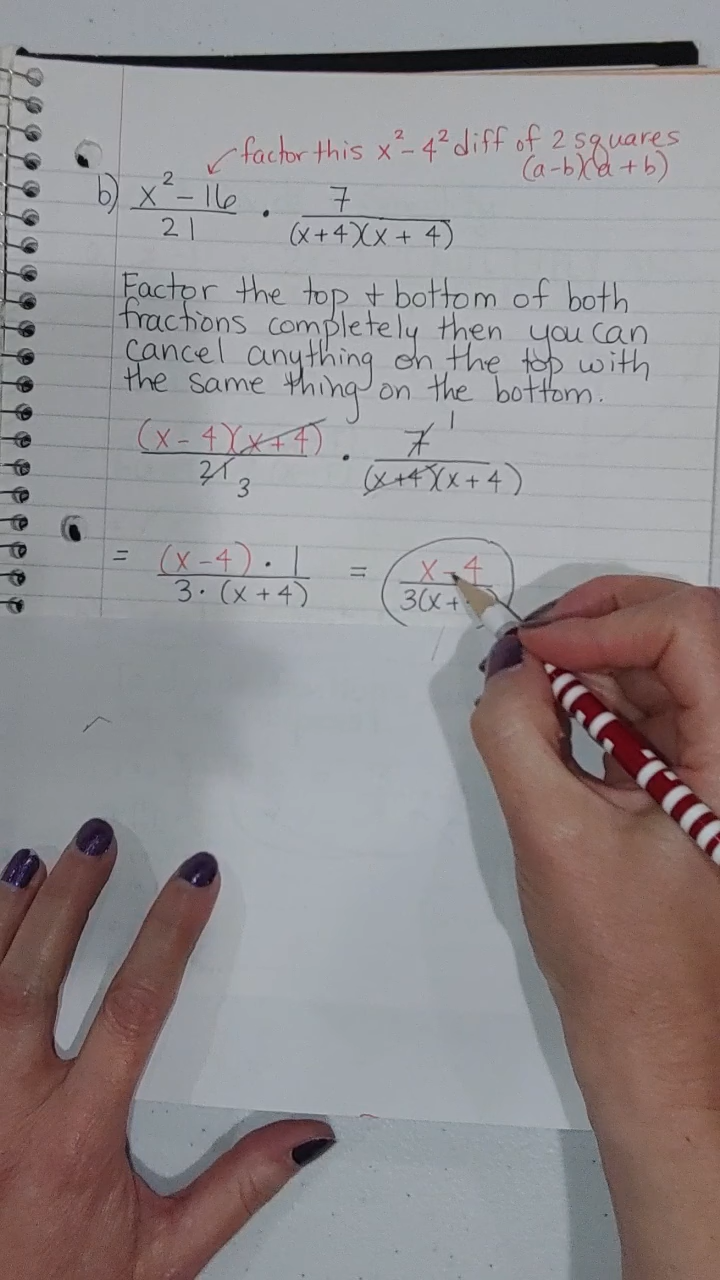 factor this x² - 4² diff of 2 squares
(a-b)(a + b)
b) x² - 16 / 21 · 7 / (x+4)(x + 4)
Factor the top + bottom of both
fractions completely then you can
cancel anything on the top with
the same thing on the bottom.
(x - 4)(x+4) / 21 3 · 7 1 / (x+4)(x + 4)
= (x - 4) · 1 / 3 · (x + 4) = x - 4 / 3(x+